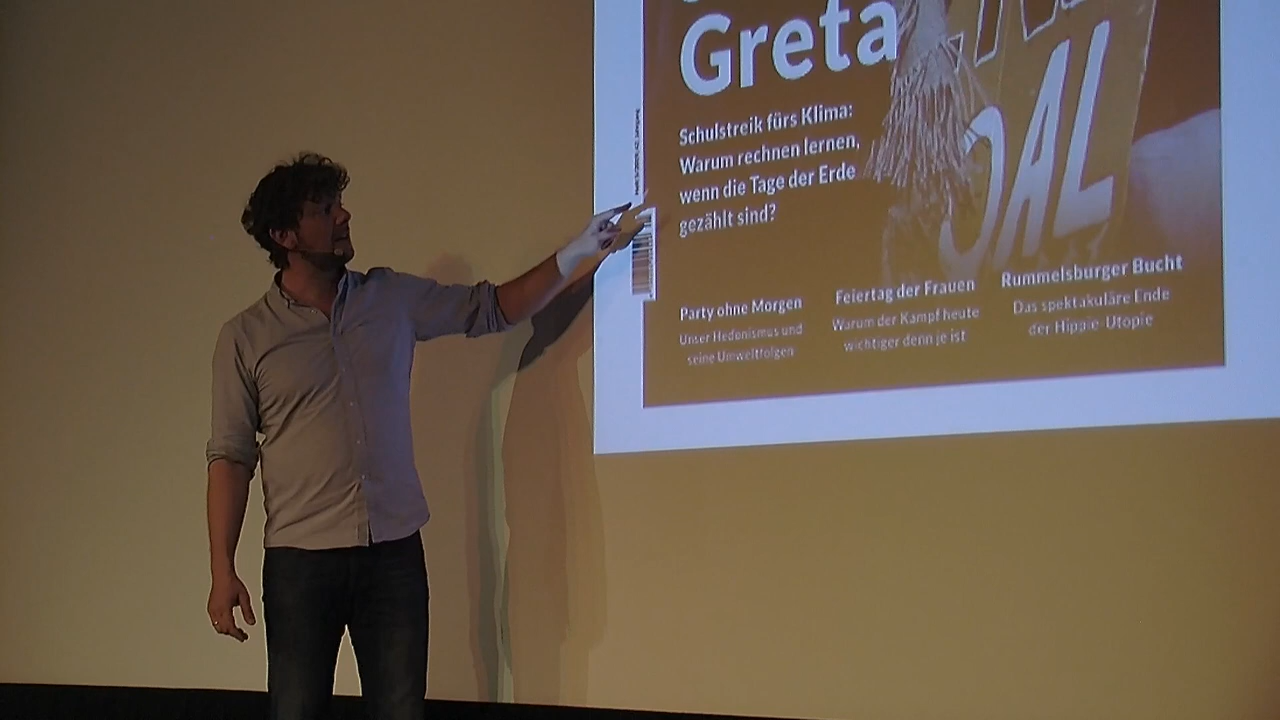 Greta
Schulstreik fürs Klima:
Warum rechnen lernen,
wenn die Tage der Erde
gezählt sind?
OAL
Party ohne Morgen
Unser Hedonismus und
seine Umweltfolgen
Feiertag der Frauen
Warum der Kampf heute
wichtiger denn je ist
Rummelsburger Bucht
Das spektakuläre Ende
der Hippie-Utopie